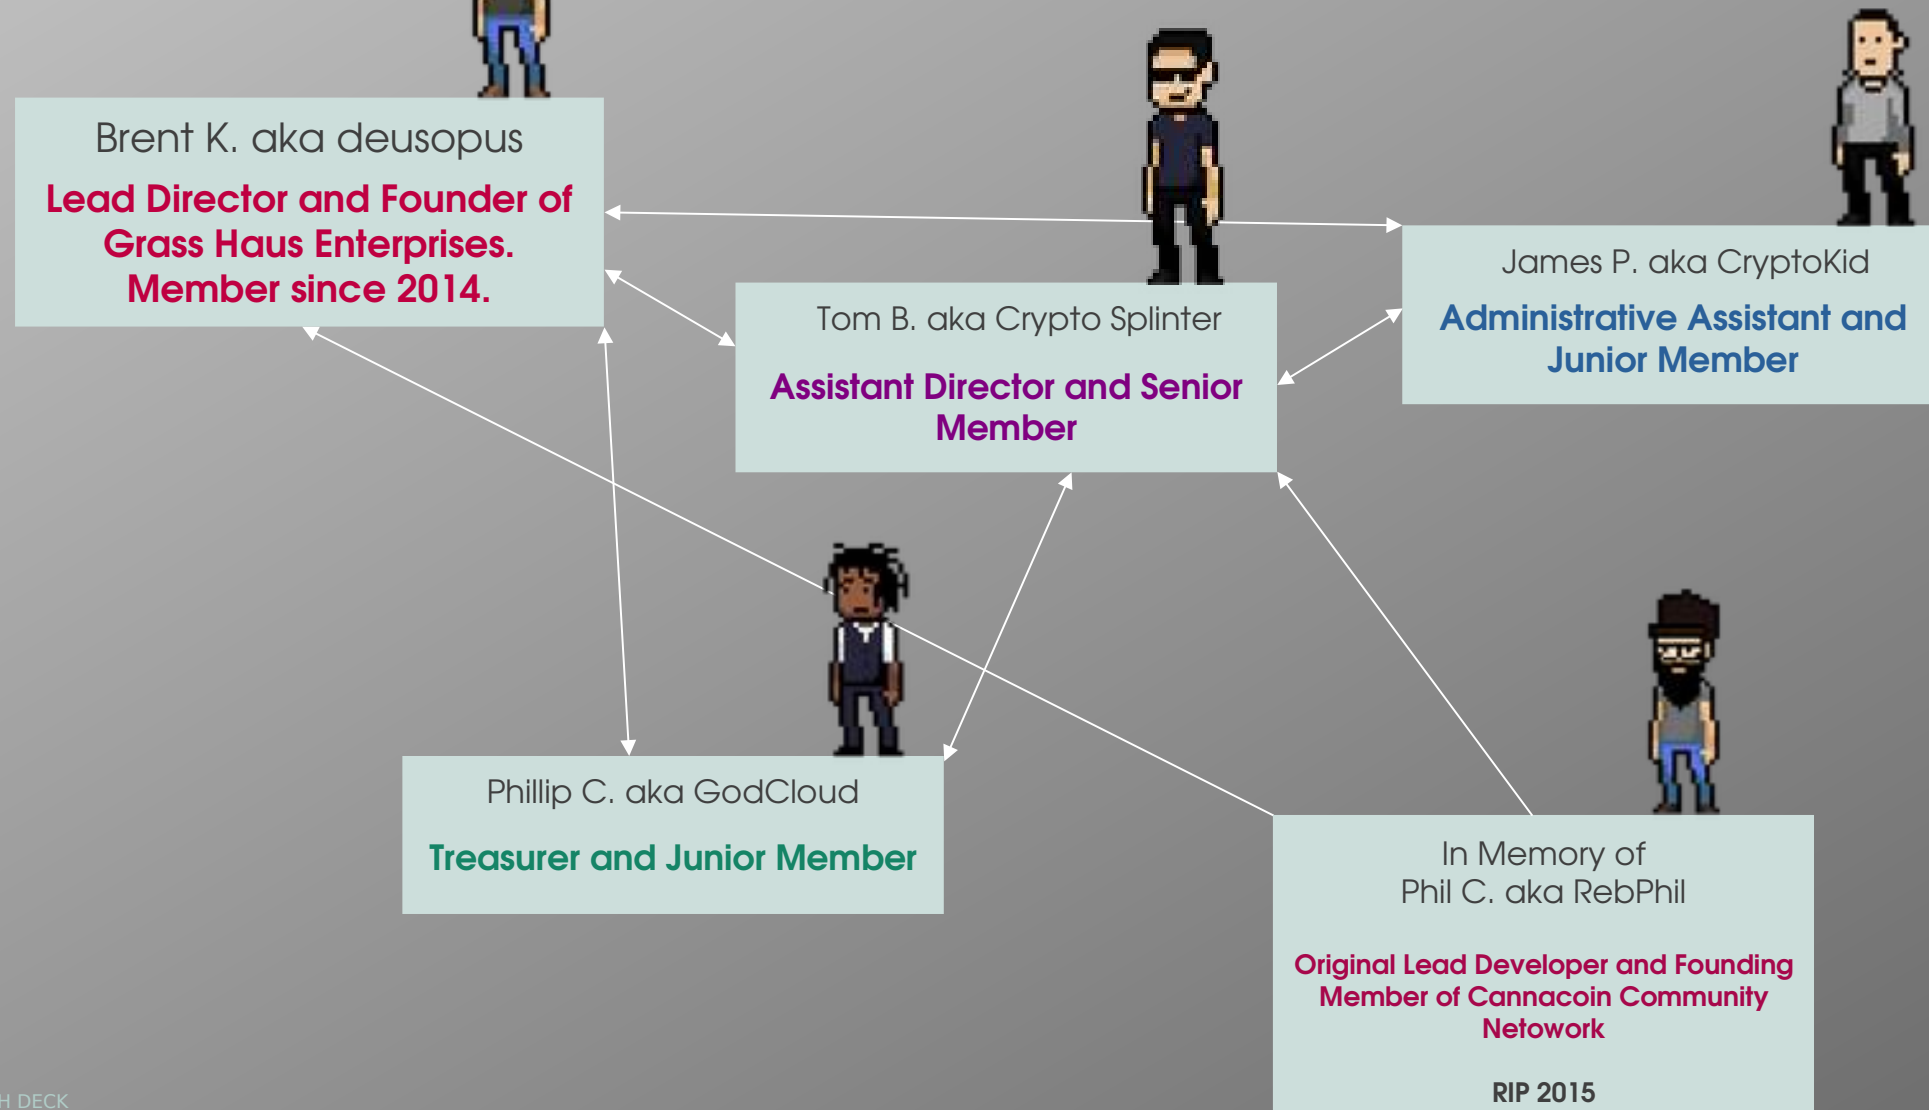 Brent K. aka deusopus
Lead Director and Founder of
Grass Haus Enterprises.
Member since 2014.
Tom B. aka Crypto Splinter
Assistant Director and Senior
Member
James P. aka CryptoKid
Administrative Assistant and
Junior Member
Phillip C. aka GodCloud
Treasurer and Junior Member
In Memory of
Phil C. aka RebPhil
Original Lead Developer and Founding
Member of Cannacoin Community
Netowork
RIP 2015
H DECK